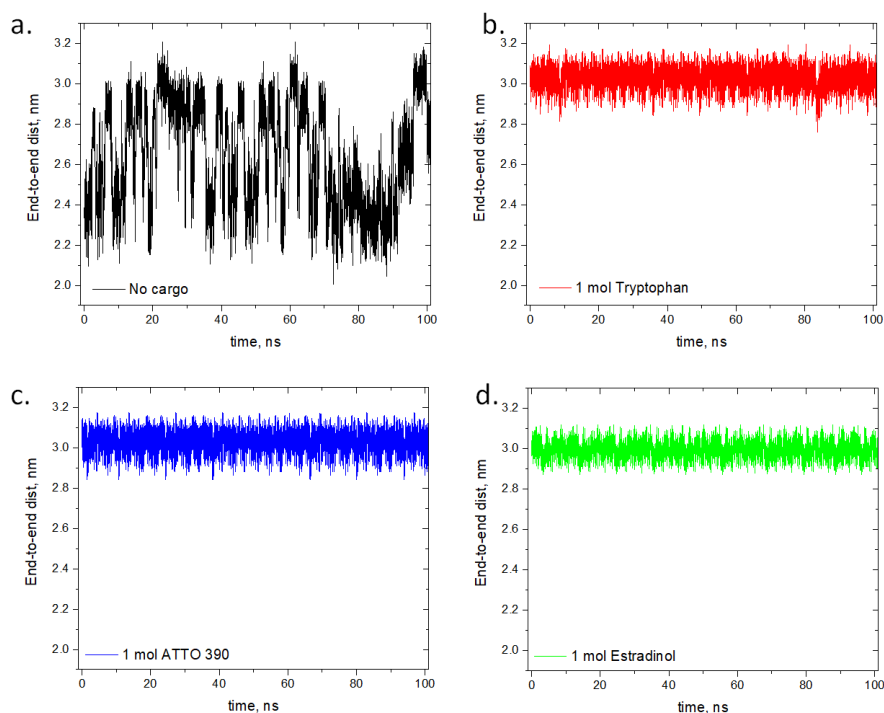 a.
End-to-end dist, nm
3.2
3.0
2.8
2.6
2.4
2.2
2.0
No cargo
0 20 40 60 80 100
time, ns
b.
End-to-end dist, nm
3.2
3.0
2.8
2.6
2.4
2.2
2.0
1 mol Tryptophan
0 20 40 60 80 100
time, ns
c.
End-to-end dist, nm
3.2
3.0
2.8
2.6
2.4
2.2
2.0
1 mol ATTO 390
0 20 40 60 80 100
time, ns
d.
End-to-end dist, nm
3.2
3.0
2.8
2.6
2.4
2.2
2.0
1 mol Estradinol
0 20 40 60 80 100
time, ns